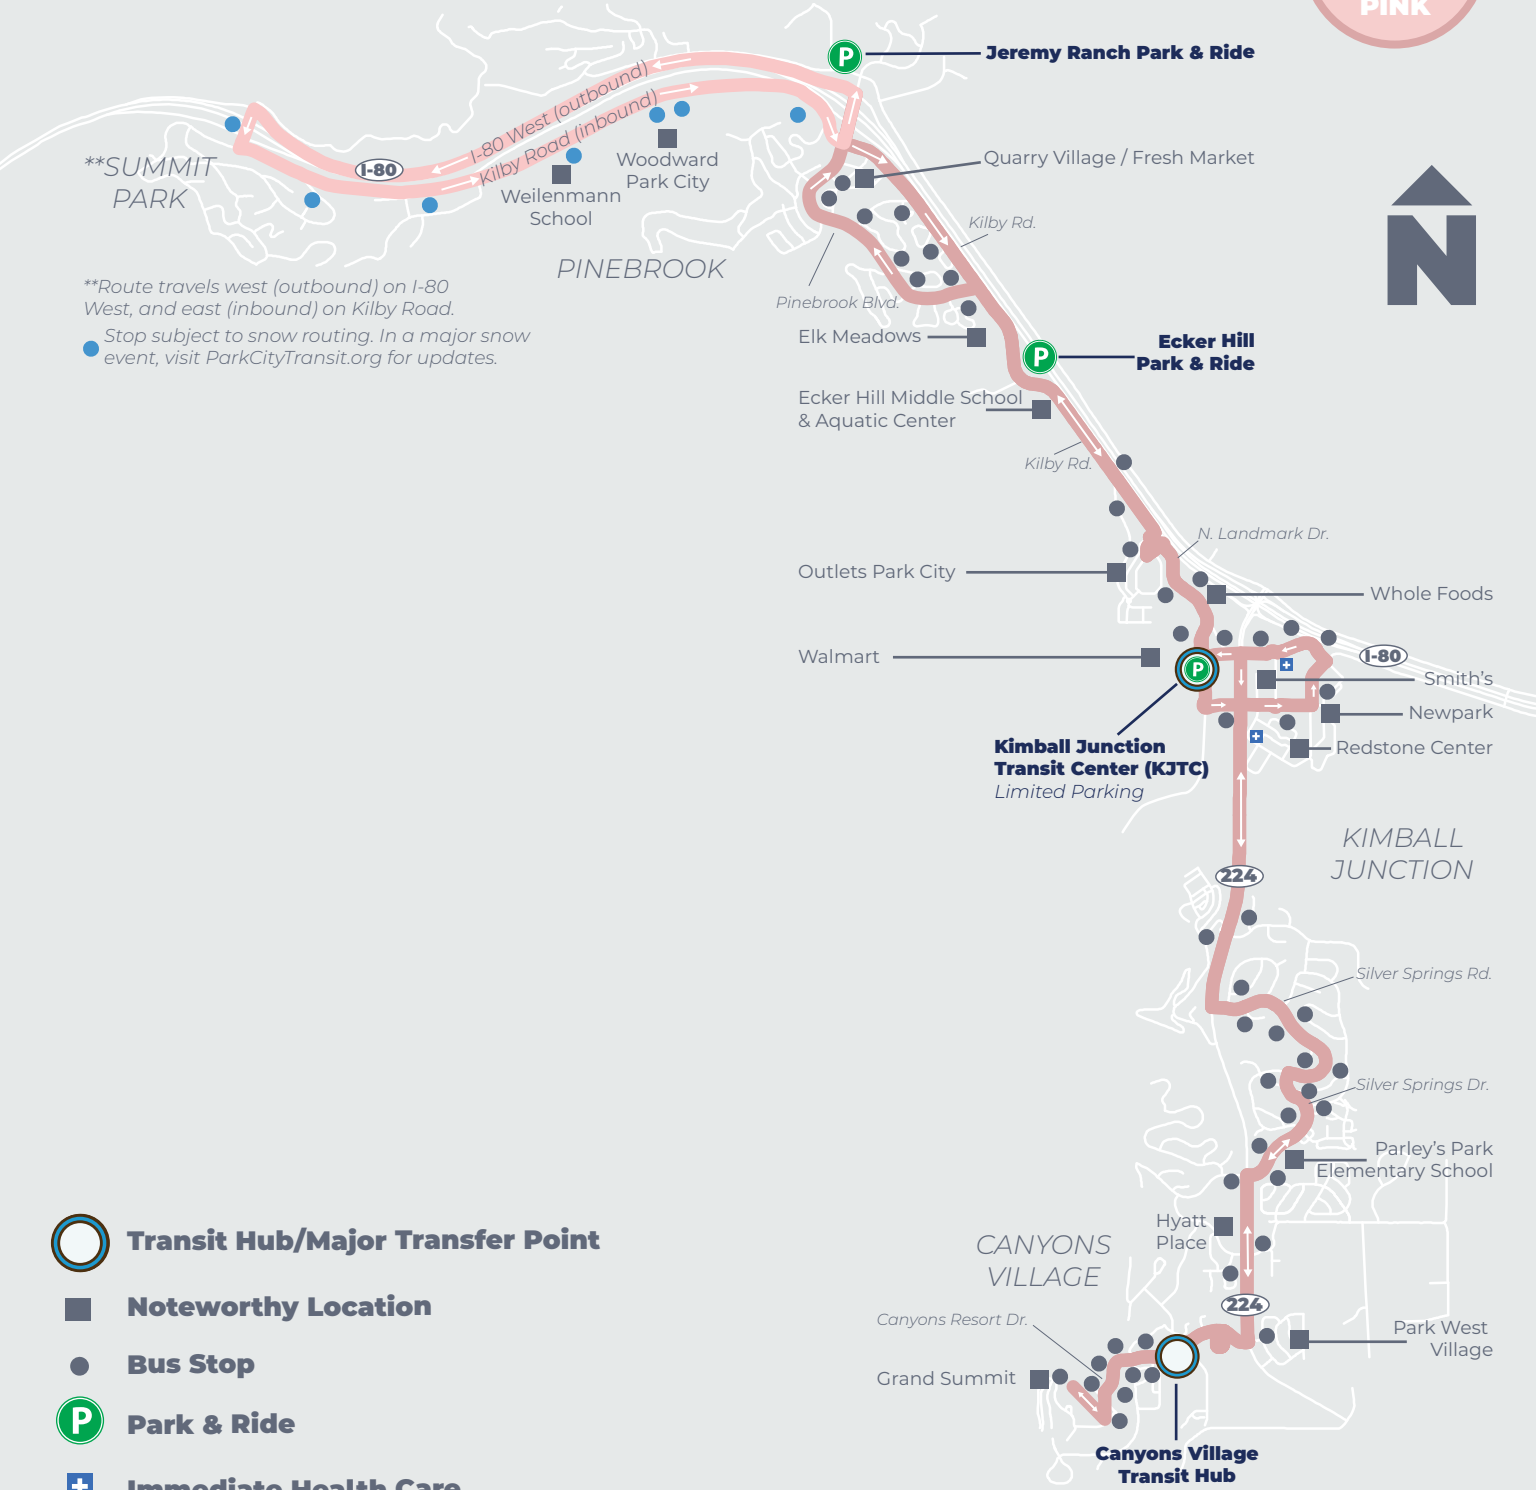 PINK
Jeremy Ranch Park & Ride
I-80 West (outbound)
Kilby Road (inbound)
**SUMMIT
PARK
I-80
Woodward
Park City
Weilenmann
School
Quarry Village / Fresh Market
Kilby Rd.
PINEBROOK
N
**Route travels west (outbound) on I-80
West, and east (inbound) on Kilby Road.
Stop subject to snow routing. In a major snow
event, visit ParkCityTransit.org for updates.
Pinebrook Blvd.
Elk Meadows
Ecker Hill
Park & Ride
P
P
Ecker Hill Middle School
& Aquatic Center
Kilby Rd.
N. Landmark Dr.
Outlets Park City
Whole Foods
Walmart
P
I-80
Smith's
Newpark
Redstone Center
Kimball Junction
Transit Center (KJTC)
Limited Parking
KIMBALL
JUNCTION
224
Silver Springs Rd.
Silver Springs Dr.
Parley's Park
Elementary School
Hyatt
Place
CANYONS
VILLAGE
224
Canyons Resort Dr.
Park West
Village
Grand Summit
Canyons Village
Transit Hub
Transit Hub/Major Transfer Point
Noteworthy Location
Bus Stop
P
Park & Ride
Immediate Health Care